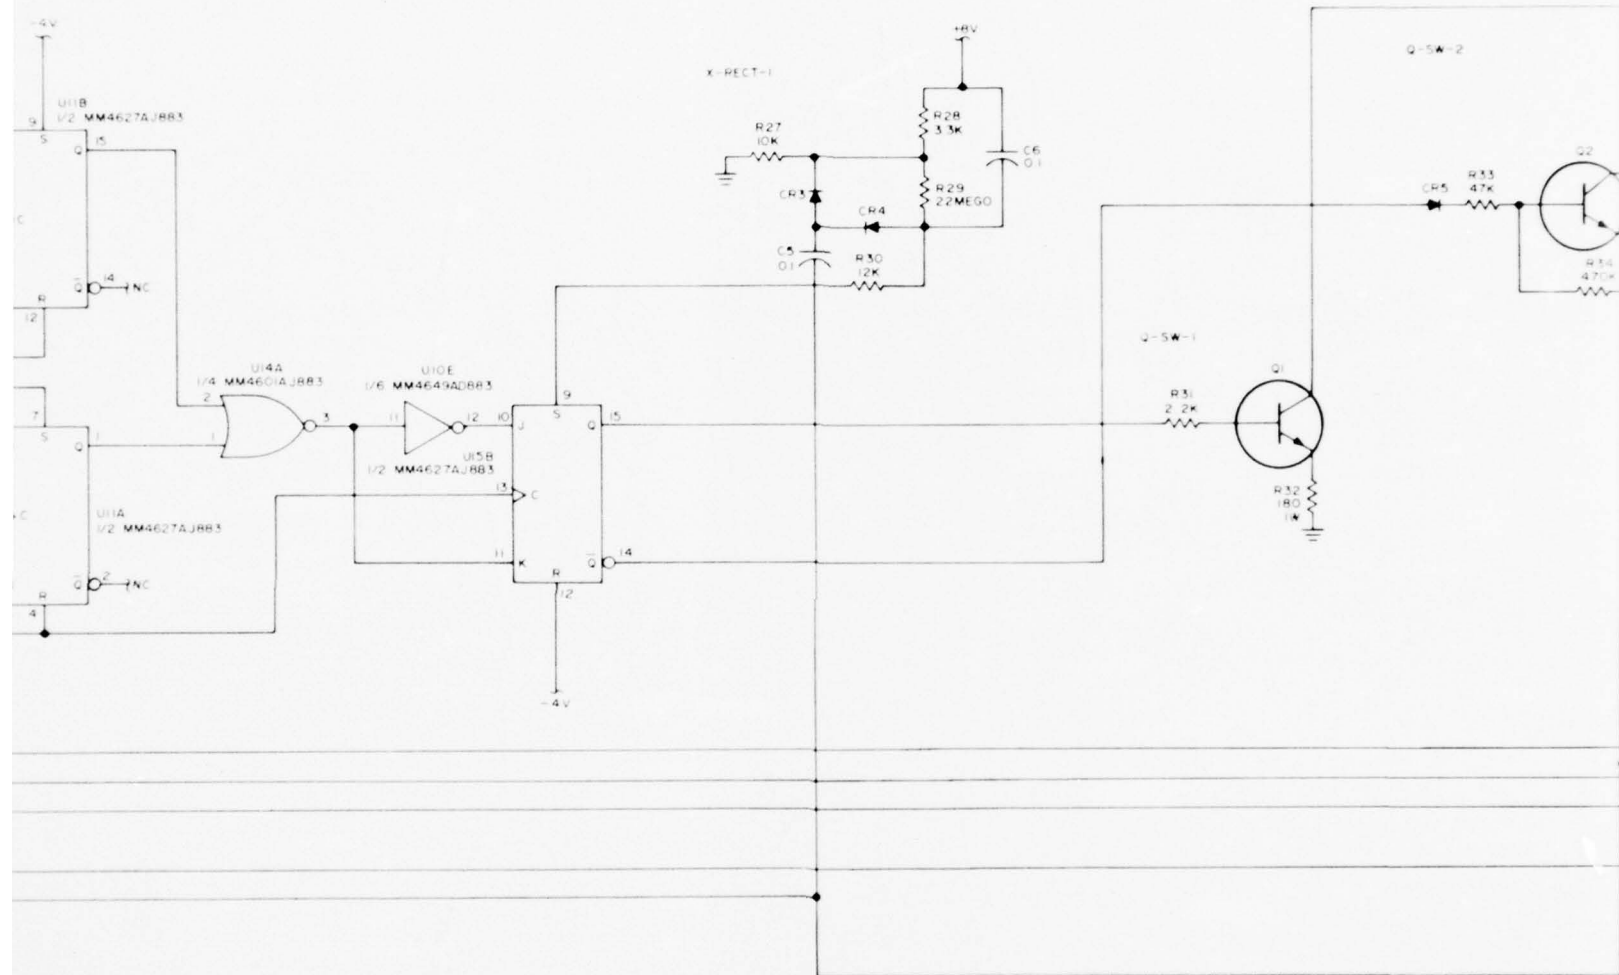 -4V
U11B
1/2 MM4627AJ883
9
S
15
Q
14
Q
NC
R
12
7
S
1
Q
U11A
1/2 MM4627AJ883
C
2
Q
NC
R
4
U14A
1/4 MM4601AJ883
2
1
3
U10E
1/6 MM4649AD883
11
12
10
J
9
S
15
Q
U15B
1/2 MM4627AJ883
13
C
11
K
14
Q
R
12
-4V
X-RECT-1
+8V
R27
10K
R28
3.3K
C6
0.1
CR3
R29
22MEGO
CR4
C5
0.1
R30
12K
Q-SW-2
Q2
CR5
R33
47K
R34
470K
Q-SW-1
Q1
R31
2.2K
R32
180
1W